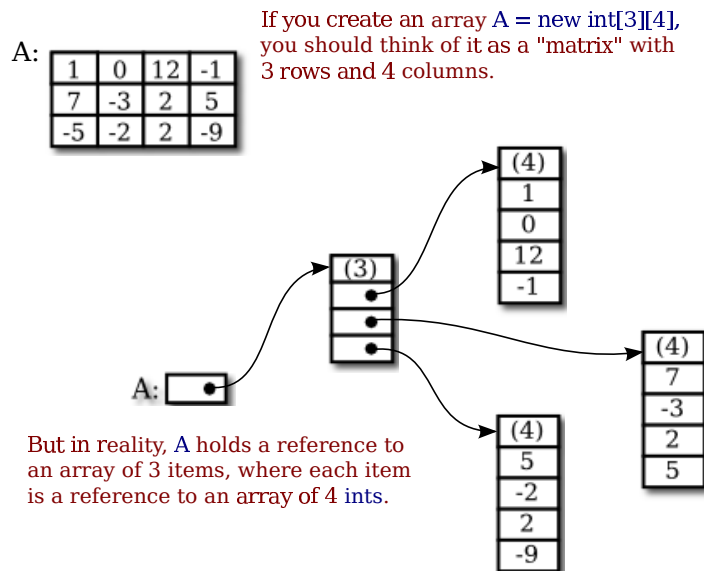 If you create an array A = new int[3][4],
you should think of it as a "matrix" with
3 rows and 4 columns.
A:
1 0 12 -1
7 -3 2 5
-5 -2 2 -9
(4)
1
0
12
-1
(3)
A:
(4)
7
-3
2
5
(4)
5
-2
2
-9
But in reality, A holds a reference to
an array of 3 items, where each item
is a reference to an array of 4 ints.